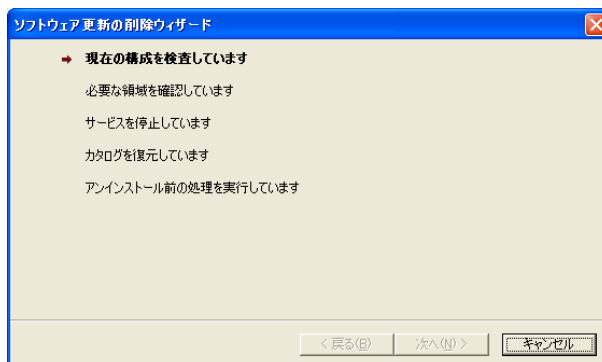 ソフトウェア更新の削除ウィザード
現在の構成を検査しています
必要な領域を確認しています
サービスを停止しています
カタログを復元しています
アンインストール前の処理を実行しています
< 戻る(B) 次へ(N) > キャンセル